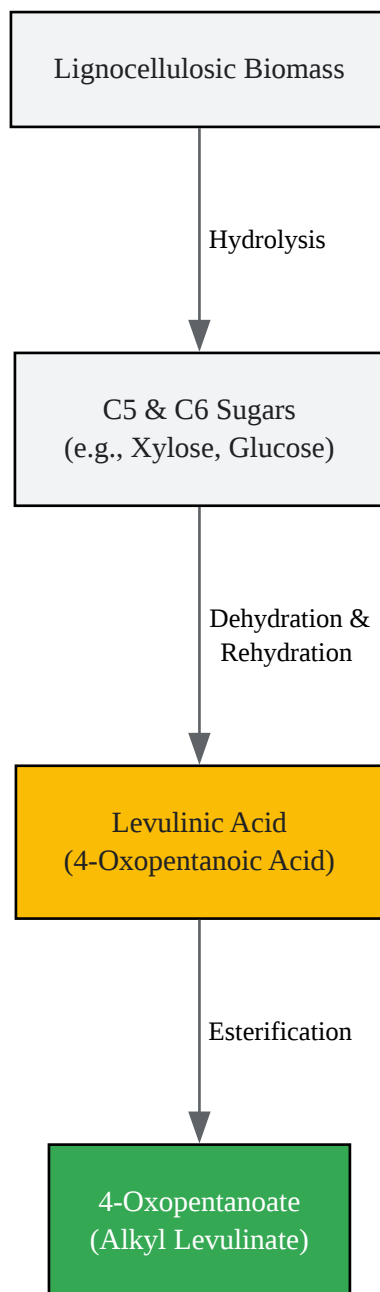 Lignocellulosic Biomass
Hydrolysis
C5 & C6 Sugars
(e.g., Xylose, Glucose)
Dehydration &
Rehydration
Levulinic Acid
(4-Oxopentanoic Acid)
Esterification
4-Oxopentanoate
(Alkyl Levulinate)